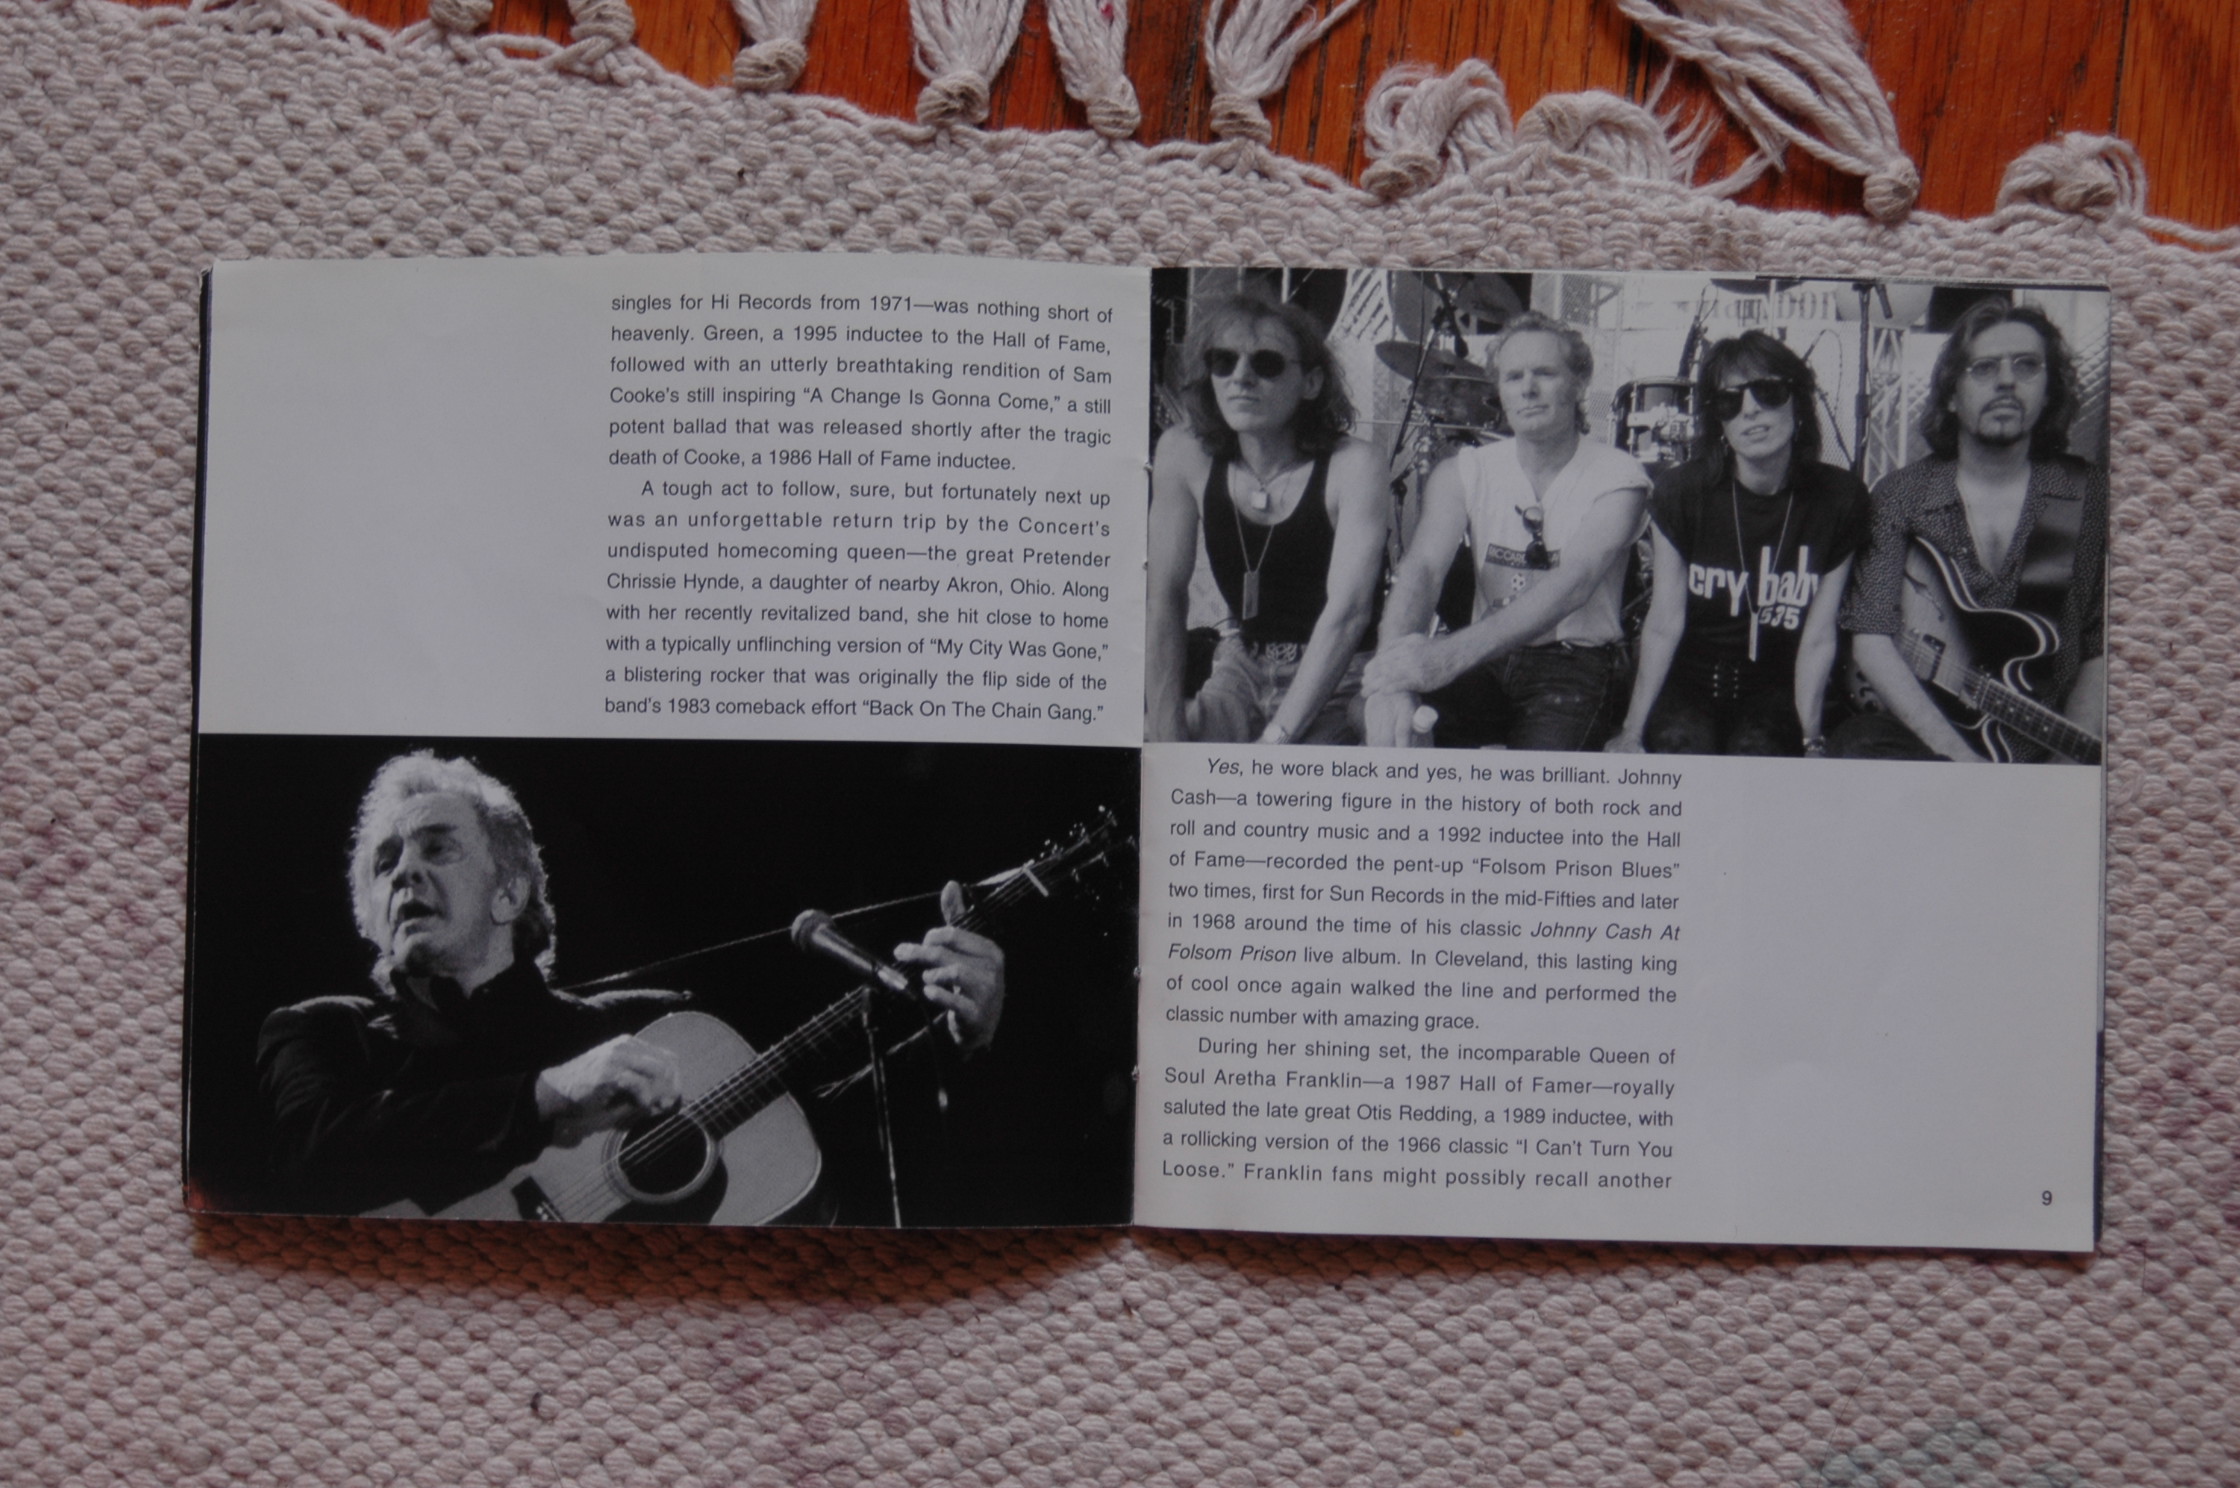 singles for Hi Records from 1971—was nothing short of
heavenly. Green, a 1995 inductee to the Hall of Fame,
followed with an utterly breathtaking rendition of Sam
Cooke's still inspiring “A Change Is Gonna Come,” a still
potent ballad that was released shortly after the tragic
death of Cooke, a 1986 Hall of Fame inductee.
A tough act to follow, sure, but fortunately next up
was an unforgettable return trip by the Concert's
undisputed homecoming queen—the great Pretender
Chrissie Hynde, a daughter of nearby Akron, Ohio. Along
with her recently revitalized band, she hit close to home
with a typically unflinching version of “My City Was Gone,”
a blistering rocker that was originally the flip side of the
band's 1983 comeback effort “Back On The Chain Gang.”
cry baby
535
Yes, he wore black and yes, he was brilliant. Johnny
Cash—a towering figure in the history of both rock and
roll and country music and a 1992 inductee into the Hall
of Fame—recorded the pent-up “Folsom Prison Blues”
two times, first for Sun Records in the mid-Fifties and later
in 1968 around the time of his classic Johnny Cash At
Folsom Prison live album. In Cleveland, this lasting king
of cool once again walked the line and performed the
classic number with amazing grace.
During her shining set, the incomparable Queen of
Soul Aretha Franklin—a 1987 Hall of Famer—royally
saluted the late great Otis Redding, a 1989 inductee, with
a rollicking version of the 1966 classic “I Can't Turn You
Loose.” Franklin fans might possibly recall another
9